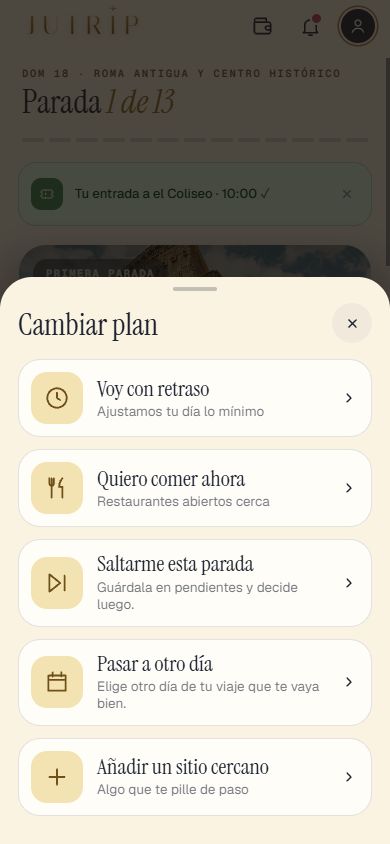 JUTRIP
DOM 18 · ROMA ANTIGUA Y CENTRO HISTÓRICO
Parada 1 de 13
Tu entrada a el Coliseo · 10:00 ✓
PRIMERA PARADA
Cambiar plan
Voy con retraso
Ajustamos tu día lo mínimo
Quiero comer ahora
Restaurantes abiertos cerca
Saltarme esta parada
Guárdala en pendientes y decide
luego.
Pasar a otro día
Elige otro día de tu viaje que te vaya
bien.
Añadir un sitio cercano
Algo que te pille de paso